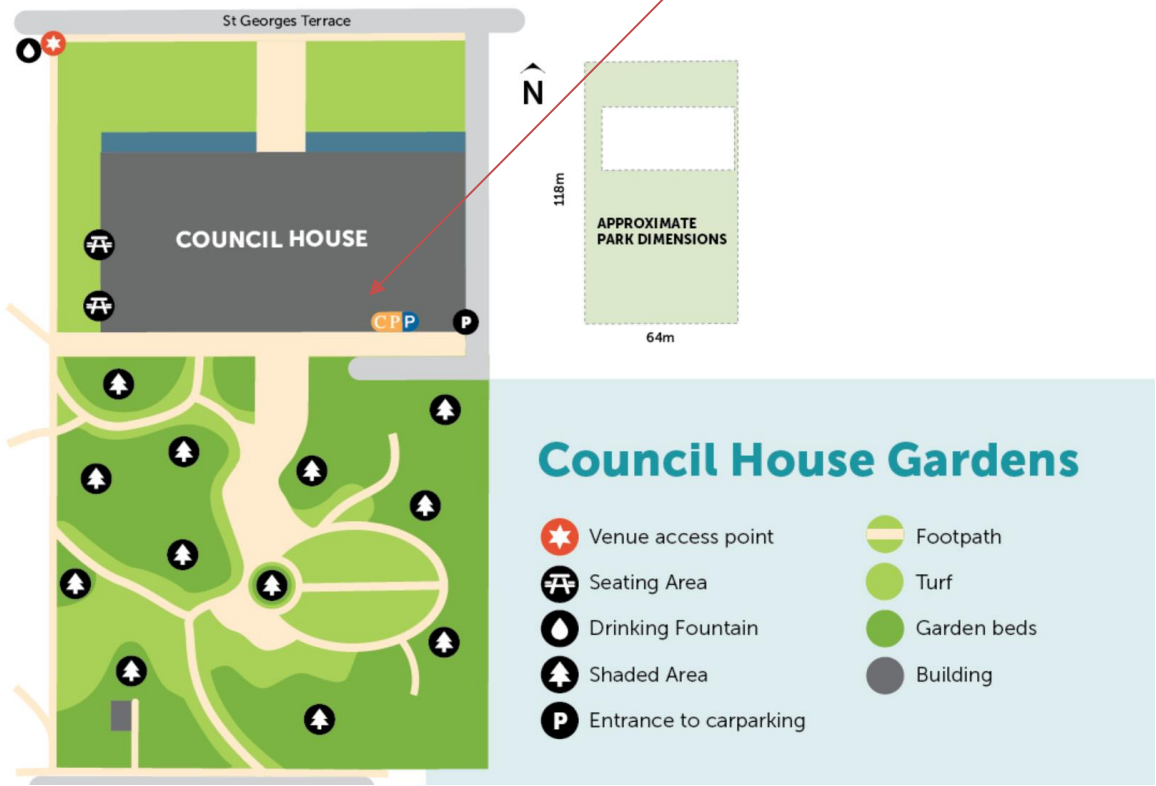 St Georges Terrace
N
118m
APPROXIMATE
PARK DIMENSIONS
64m
COUNCIL HOUSE
CPP
P
Council House Gardens
Venue access point
Seating Area
Drinking Fountain
Shaded Area
P Entrance to carparking
Footpath
Turf
Garden beds
Building